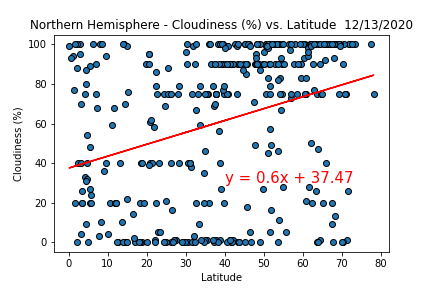 Northern Hemisphere - Cloudiness (%) vs. Latitude 12/13/2020
100
80
60
40
20
0
Cloudiness (%)
y = 0.6x + 37.47
0 10 20 30 40 50 60 70 80
Latitude